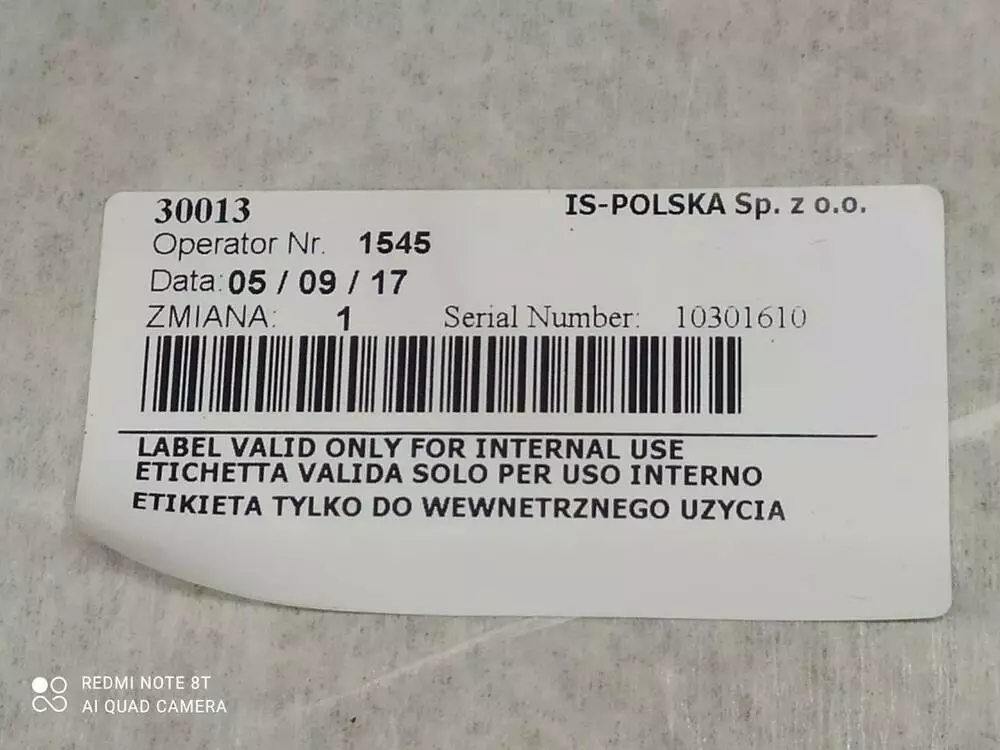 30013 IS-POLSKA Sp. z o.o.
Operator Nr. 1545
Data: 05 / 09 / 17
ZMIANA: 1 Serial Number: 10301610
LABEL VALID ONLY FOR INTERNAL USE
ETICHETTA VALIDA SOLO PER USO INTERNO
ETIKIETA TYLKO DO WEWNETRZNEGO UZYCIA
REDMI NOTE 8T
AI QUAD CAMERA